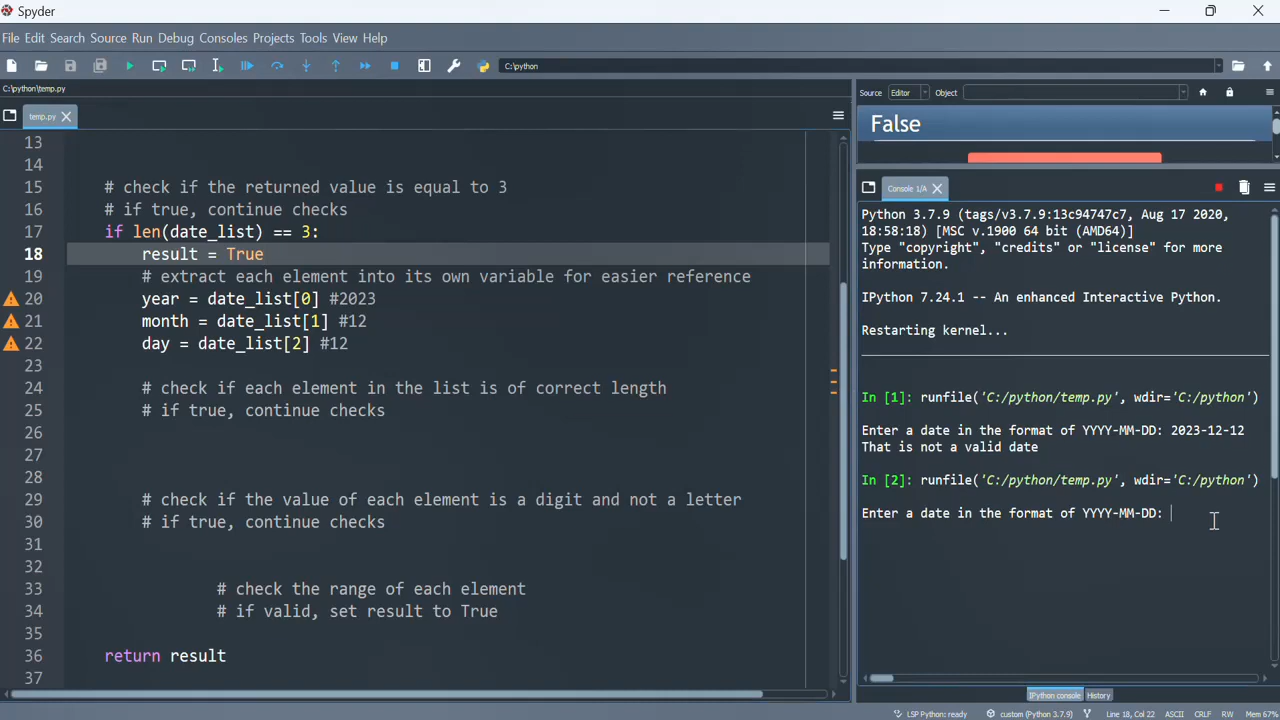 Spyder
File Edit Search Source Run Debug Consoles Projects Tools View Help
C:\python
C:\python\temp.py
temp.py
13
14
15 # check if the returned value is equal to 3
16 # if true, continue checks
17 if len(date_list) == 3:
18 result = True
19 # extract each element into its own variable for easier reference
20 year = date_list[0] #2023
21 month = date_list[1] #12
22 day = date_list[2] #12
23
24 # check if each element in the list is of correct length
25 # if true, continue checks
26
27
28
29 # check if the value of each element is a digit and not a letter
30 # if true, continue checks
31
32
33 # check the range of each element
34 # if valid, set result to True
35
36 return result
37
Source Editor Object
False
Console 1/A
Python 3.7.9 (tags/v3.7.9:13c94747c7, Aug 17 2020,
18:58:18) [MSC v.1900 64 bit (AMD64)]
Type "copyright", "credits" or "license" for more
information.
IPython 7.24.1 -- An enhanced Interactive Python.
Restarting kernel...
In [1]: runfile('C:/python/temp.py', wdir='C:/python')
Enter a date in the format of YYYY-MM-DD: 2023-12-12
That is not a valid date
In [2]: runfile('C:/python/temp.py', wdir='C:/python')
Enter a date in the format of YYYY-MM-DD:
IPython console History
LSP Python: ready custom (Python 3.7.9) Line 18, Col 22 ASCII CRLF RW Mem 67%